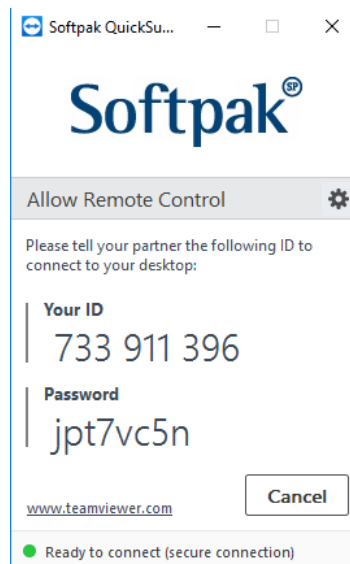 Softpak QuickSu...
Softpak®
SP
Allow Remote Control
Please tell your partner the following ID to
connect to your desktop:
Your ID
733 911 396
Password
jpt7vc5n
www.teamviewer.com
Cancel
Ready to connect (secure connection)